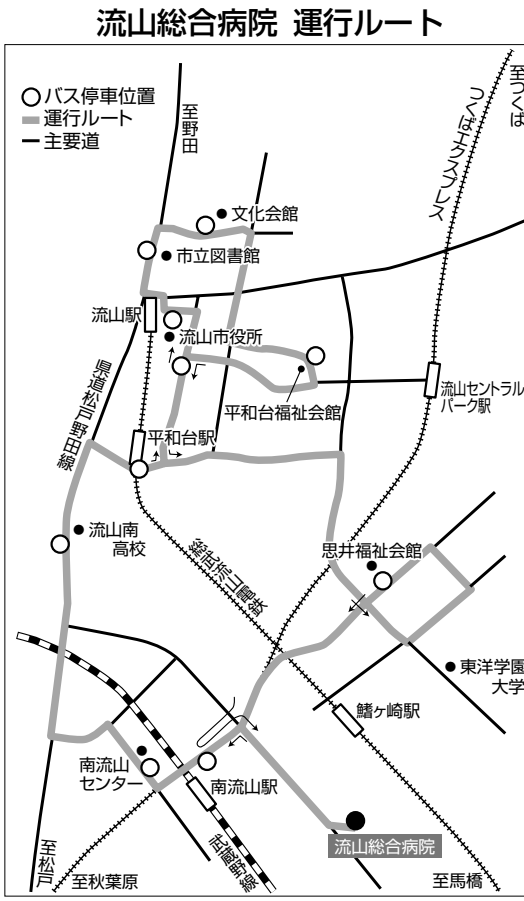 流山総合病院 運行ルート
バス停車位置
運行ルート
主要道
至野田
つくばエクスプレス
至つくば
文化会館
市立図書館
流山駅
流山市役所
平和台福祉会館
流山セントラル
パーク駅
県道松戸野田線
平和台駅
流山南
高校
総武流山電鉄
思井福祉会館
東洋学園
大学
鰭ヶ崎駅
南流山
センター
南流山駅
武蔵野線
流山総合病院
至松戸
至秋葉原
至馬橋